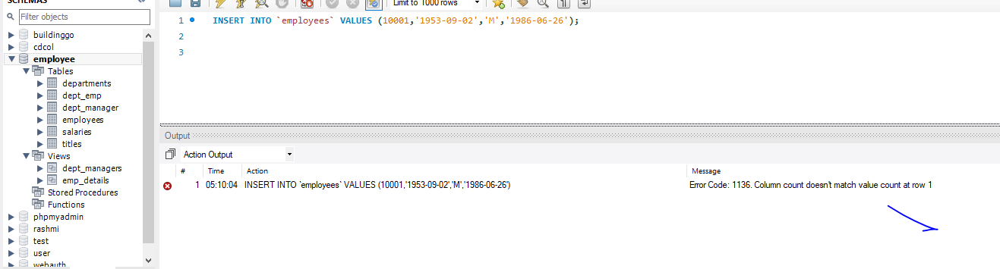 SCHEMAS
Limit to 1000 rows
Filter objects
buildinggo
cdcol
employee
Tables
departments
dept_emp
dept_manager
employees
salaries
titles
Views
dept_managers
emp_details
Stored Procedures
Functions
phpmyadmin
rashmi
test
user
webauth
1 INSERT INTO `employees` VALUES (10001,'1953-09-02','M','1986-06-26');
2
3
Output
Action Output
# Time Action Message
1 05:10:04 INSERT INTO `employees` VALUES (10001,'1953-09-02','M','1986-06-26') Error Code: 1136. Column count doesn't match value count at row 1